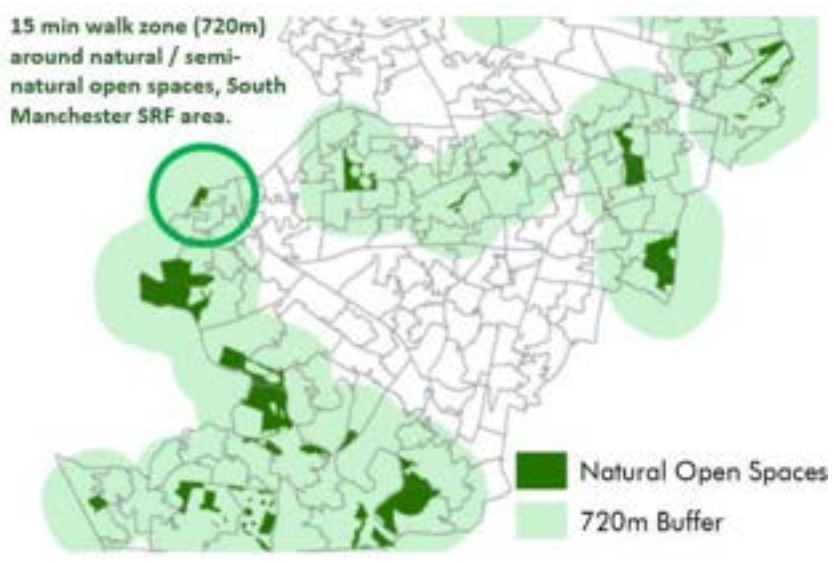 15 min walk zone (720m)
around natural / semi-
natural open spaces, South
Manchester SRF area.
Natural Open Spaces
720m Buffer